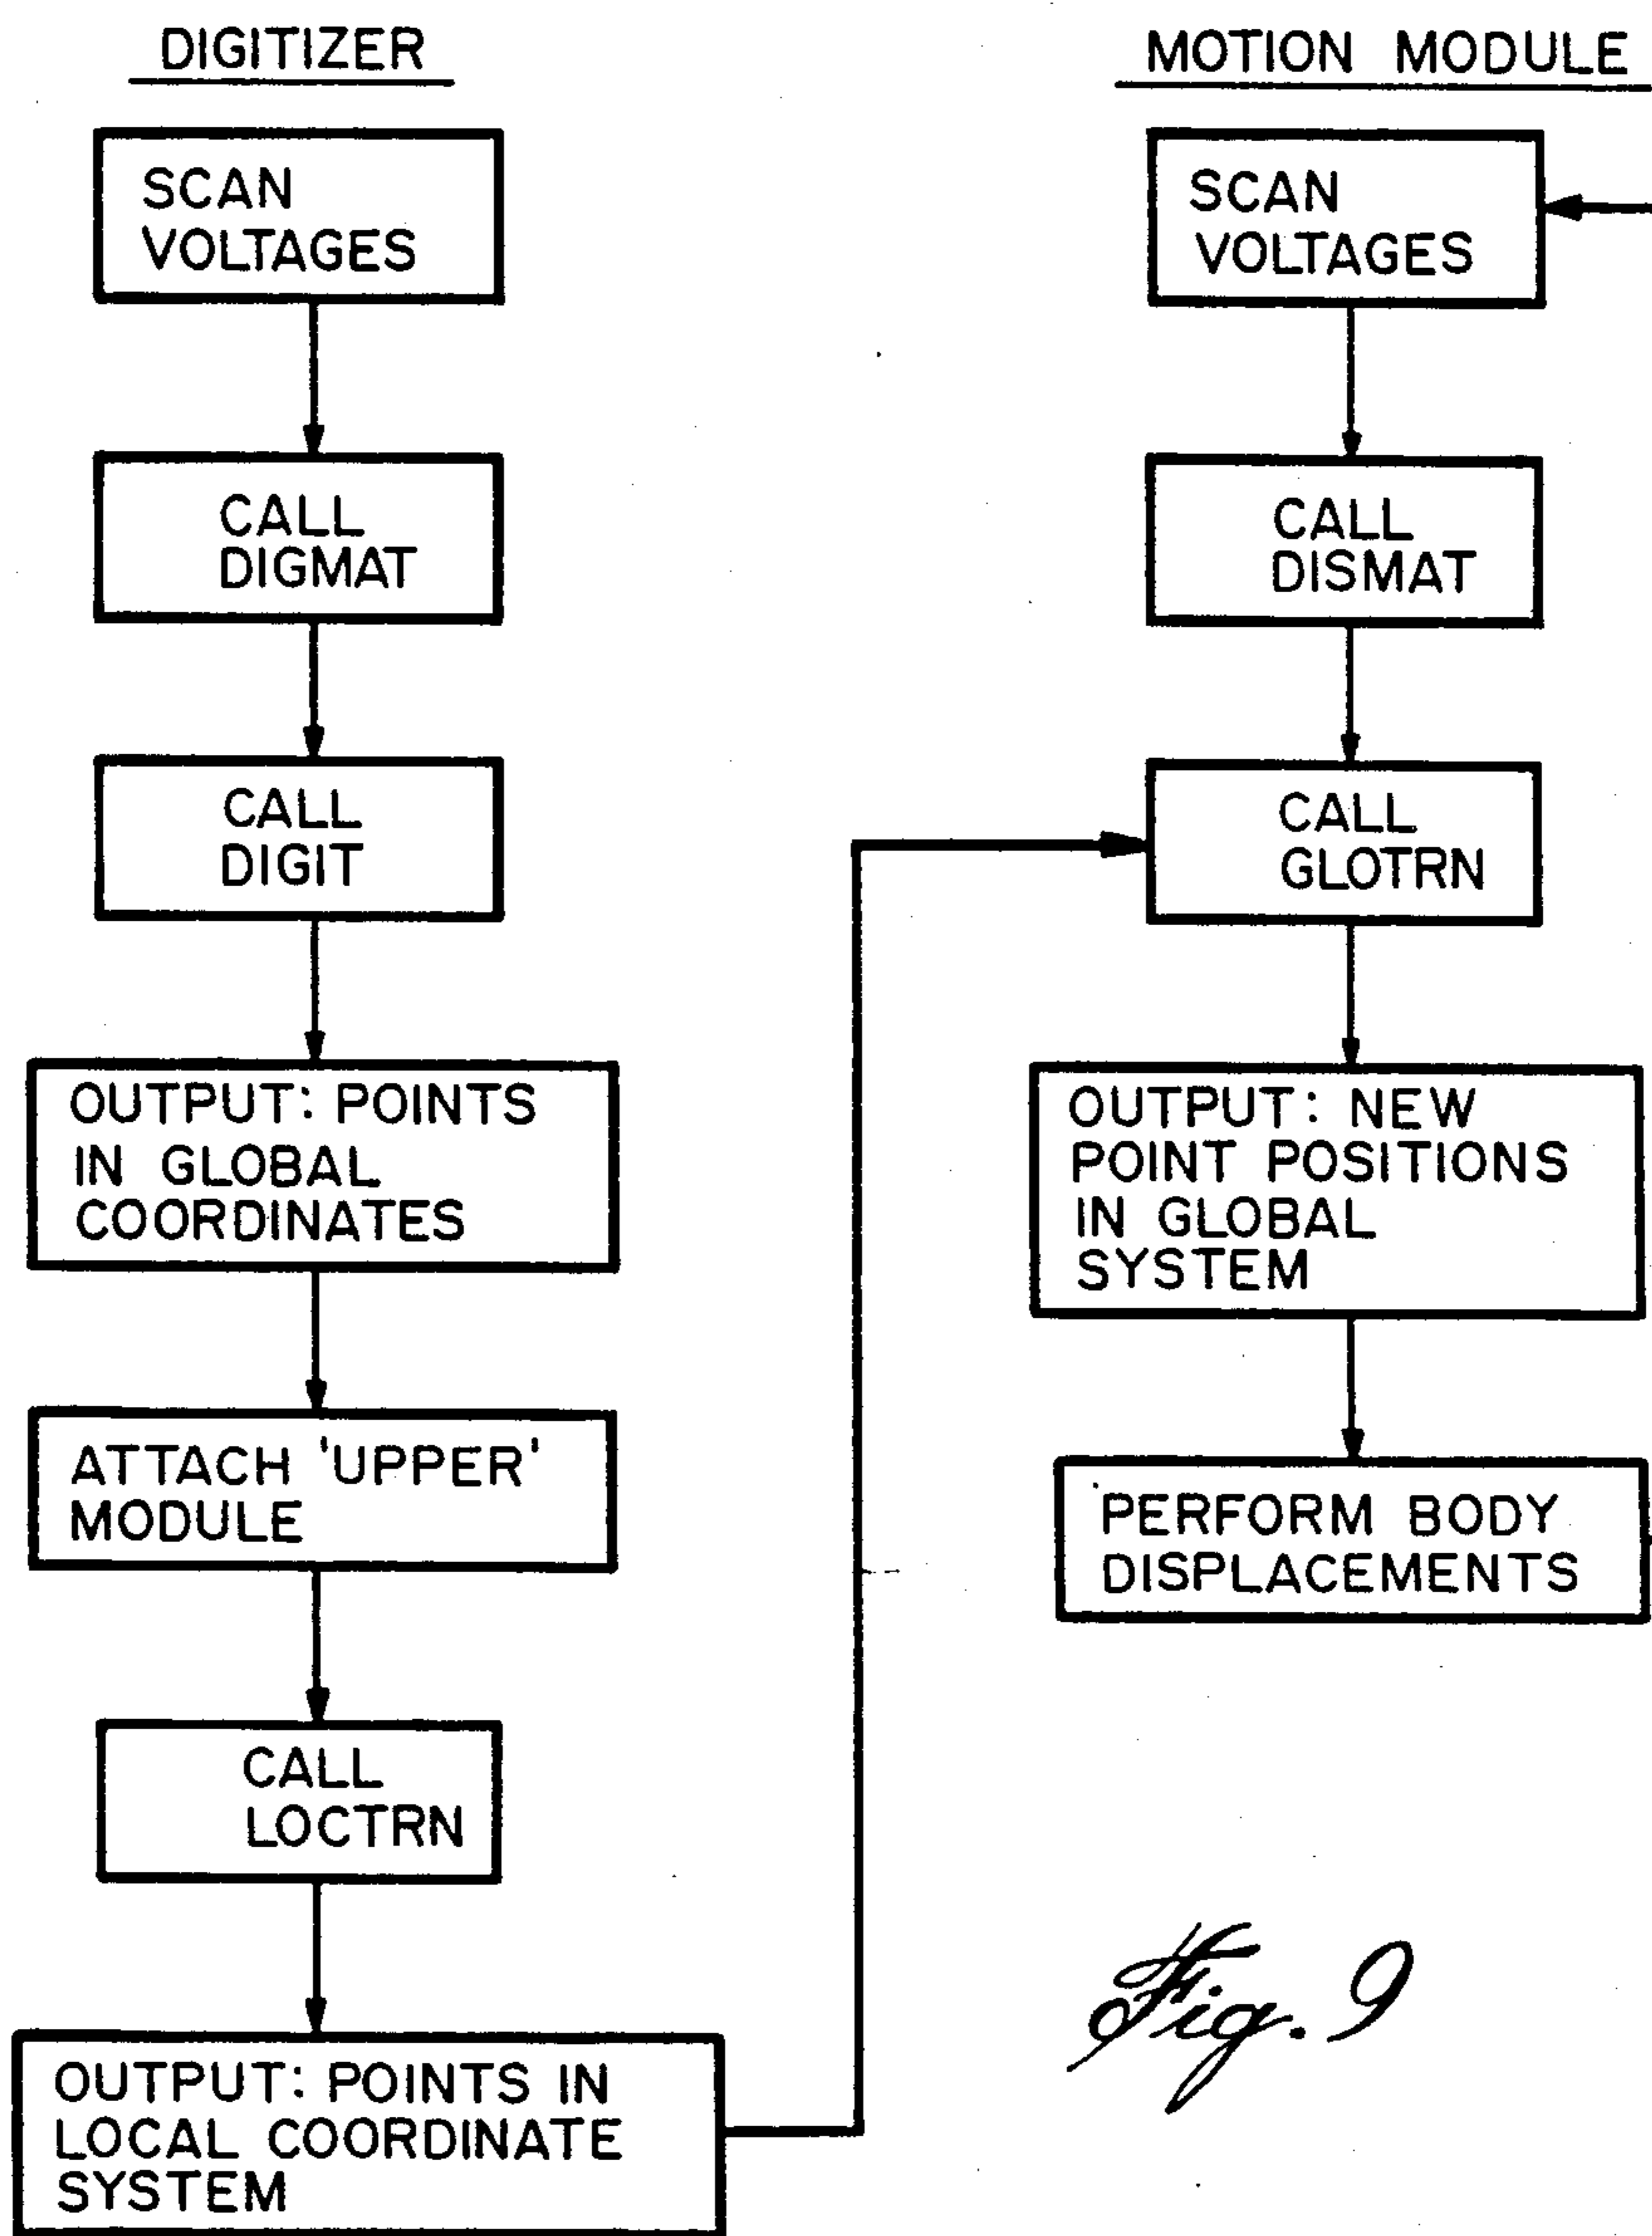 DIGITIZER
SCAN
VOLTAGES
CALL
DIGMAT
CALL
DIGIT
OUTPUT: POINTS
IN GLOBAL
COORDINATES
ATTACH 'UPPER'
MODULE
CALL
LOCTRN
OUTPUT: POINTS IN
LOCAL COORDINATE
SYSTEM
MOTION MODULE
SCAN
VOLTAGES
CALL
DISMAT
CALL
GLOTRN
OUTPUT: NEW
POINT POSITIONS
IN GLOBAL
SYSTEM
PERFORM BODY
DISPLACEMENTS
Fig. 9